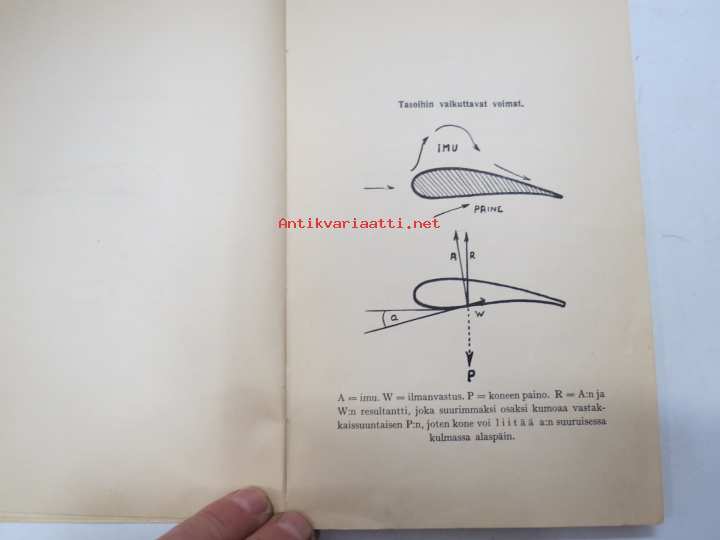 Tasoihin vaikuttavat voimat.
IMU
PAINE
Antikvariaatti.net
A R
W
a
P
A = imu. W = ilmanvastus. P = koneen paino. R = A:n ja
W:n resultantti, joka suurimmaksi osaksi kumoaa vastak-
kaissuuntaisen P:n, joten kone voi liitää a:n suuruisessa
kulmassa alaspäin.